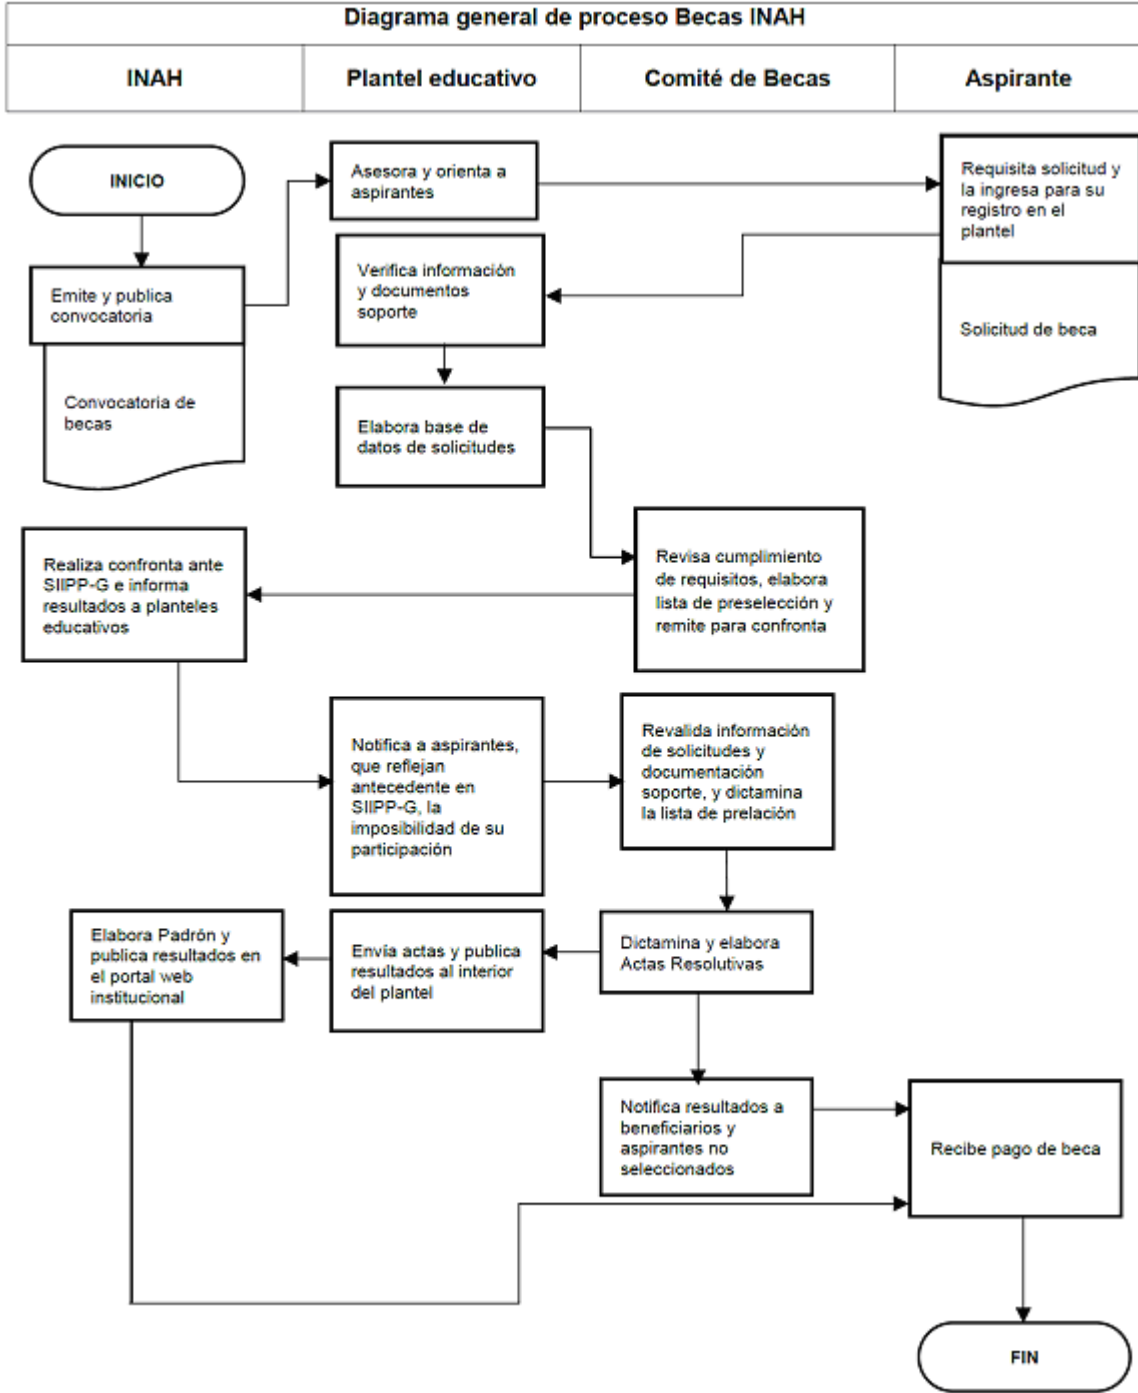 Diagrama general de proceso Becas INAH
INAH
Plantel educativo
Comité de Becas
Aspirante
INICIO
Asesora y orienta a
aspirantes
Requisita solicitud y
la ingresa para su
registro en el
plantel
Emite y publica
convocatoria
Verifica información
y documentos
soporte
Solicitud de beca
Convocatoria de
becas
Elabora base de
datos de solicitudes
Realiza confronta ante
SIIPP-G e informa
resultados a planteles
educativos
Revisa cumplimiento
de requisitos, elabora
lista de preselección y
remite para confronta
Notifica a aspirantes,
que reflejan
antecedente en
SIIPP-G, la
imposibilidad de su
participación
Revalida información
de solicitudes y
documentación
soporte, y dictamina
la lista de prelación
Elabora Padrón y
publica resultados en
el portal web
institucional
Envía actas y publica
resultados al interior
del plantel
Dictamina y elabora
Actas Resolutivas
Notifica resultados a
beneficiarios y
aspirantes no
seleccionados
Recibe pago de beca
FIN